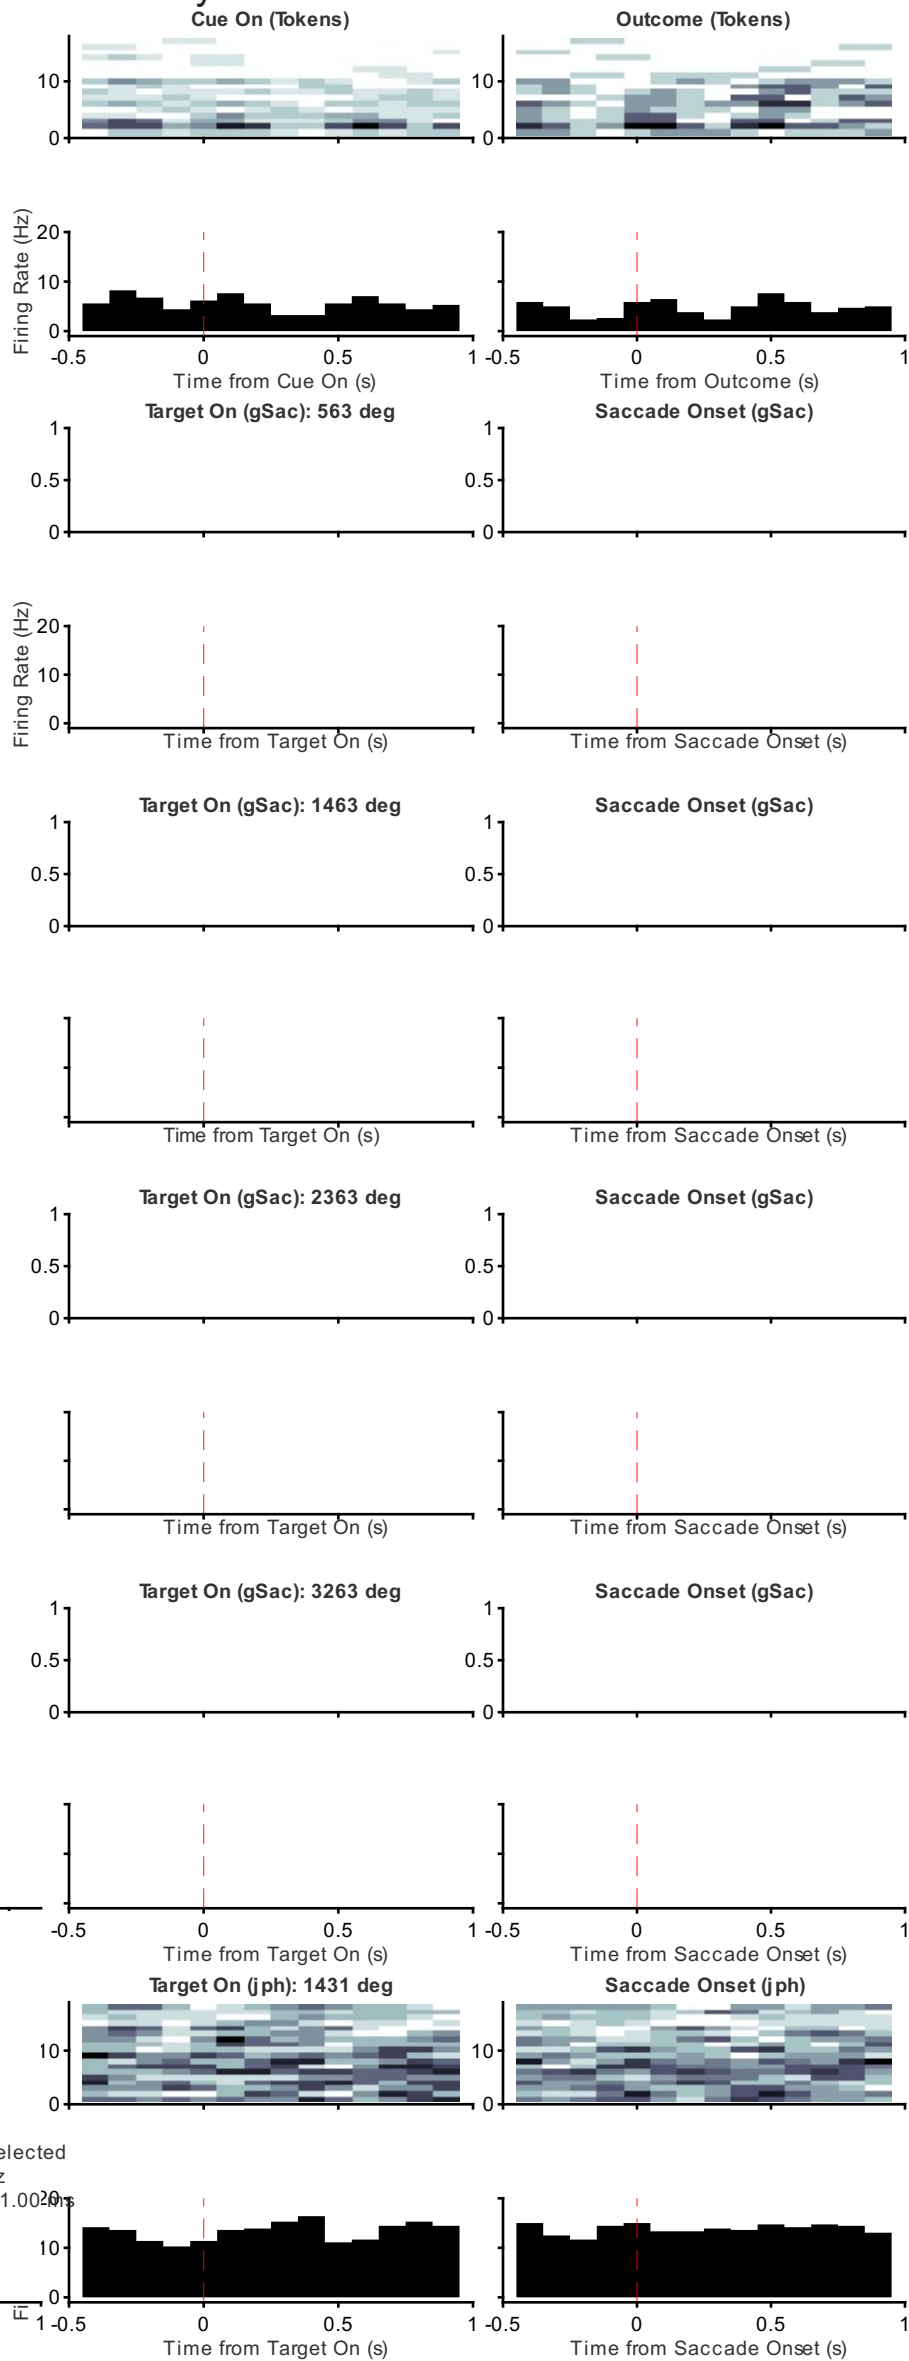 y
Cue On (Tokens) Outcome (Tokens)
10 10
0 0
Firing Rate (Hz)
20
10
0
-0.5 0 0.5 1 -0.5 0 0.5 1
Time from Cue On (s) Time from Outcome (s)
Target On (gSac): 563 deg Saccade Onset (gSac)
1 1
0.5 0.5
0 0
Firing Rate (Hz)
20
10
0
Time from Target On (s) Time from Saccade Onset (s)
Target On (gSac): 1463 deg Saccade Onset (gSac)
1 1
0.5 0.5
0 0
Time from Target On (s) Time from Saccade Onset (s)
Target On (gSac): 2363 deg Saccade Onset (gSac)
1 1
0.5 0.5
0 0
Time from Target On (s) Time from Saccade Onset (s)
Target On (gSac): 3263 deg Saccade Onset (gSac)
1 1
0.5 0.5
0 0
-0.5 0 0.5 1 -0.5 0 0.5 1
Time from Target On (s) Time from Saccade Onset (s)
Target On (jph): 1431 deg Saccade Onset (jph)
10 10
0 0
elected
z
1.00 ms
20
10
0
Fi
1 -0.5 0 0.5 1 -0.5 0 0.5 1
Time from Target On (s) Time from Saccade Onset (s)